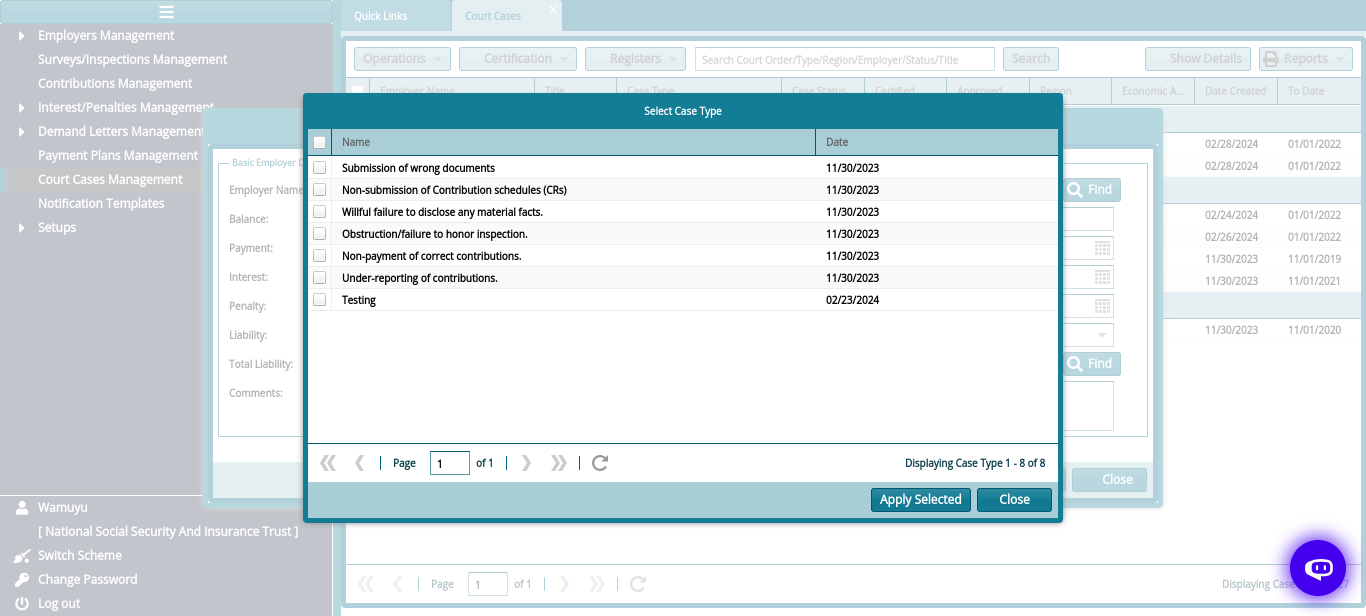 Quick Links
Court Cases
Employers Management
Surveys/Inspections Management
Contributions Management
Interest/Penalties Management
Demand Letters Management
Payment Plans Management
Court Cases Management
Notification Templates
Setups
Wamuyu
[ National Social Security And Insurance Trust ]
Switch Scheme
Change Password
Log out
Operations
Certification
Registers
Search Court Order/Type/Region/Employer/Status/Title
Search
Show Details
Reports
Employer Name
Title
Case Type
Case Status
Certified
Approved
Region
Economic A...
Date Created
To Date
02/28/2024 01/01/2022
02/28/2024 01/01/2022
02/24/2024 01/01/2022
02/26/2024 01/01/2022
11/30/2023 11/01/2019
11/30/2023 11/01/2021
11/30/2023 11/01/2020
Basic Employer
Employer Name
Find
Balance:
Payment:
Interest:
Penalty:
Liability:
Total Liability:
Find
Comments:
Close
Select Case Type
Name Date
Submission of wrong documents 11/30/2023
Non-submission of Contribution schedules (CRs) 11/30/2023
Willful failure to disclose any material facts. 11/30/2023
Obstruction/failure to honor inspection. 11/30/2023
Non-payment of correct contributions. 11/30/2023
Under-reporting of contributions. 11/30/2023
Testing 02/23/2024
Page 1 of 1
Displaying Case Type 1 - 8 of 8
Apply Selected
Close
Page 1 of 1
Displaying